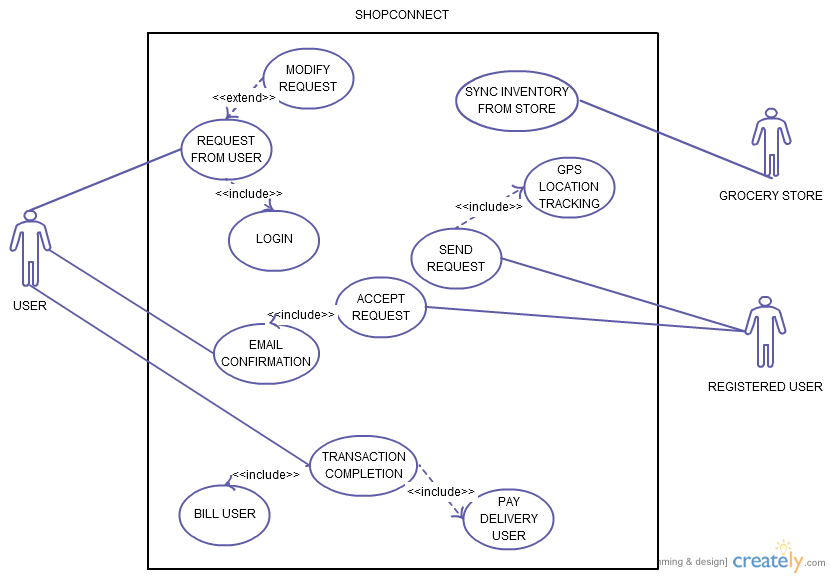 SHOPCONNECT
MODIFY
REQUEST
<<extend>>
SYNC INVENTORY
FROM STORE
REQUEST
FROM USER
GROCERY STORE
<<include>>
GPS
LOCATION
TRACKING
<<include>>
LOGIN
SEND
REQUEST
USER
ACCEPT
REQUEST
<<include>>
EMAIL
CONFIRMATION
REGISTERED USER
TRANSACTION
COMPLETION
<<include>>
<<include>>
BILL USER
PAY
DELIVERY
USER
& design]
creately.com